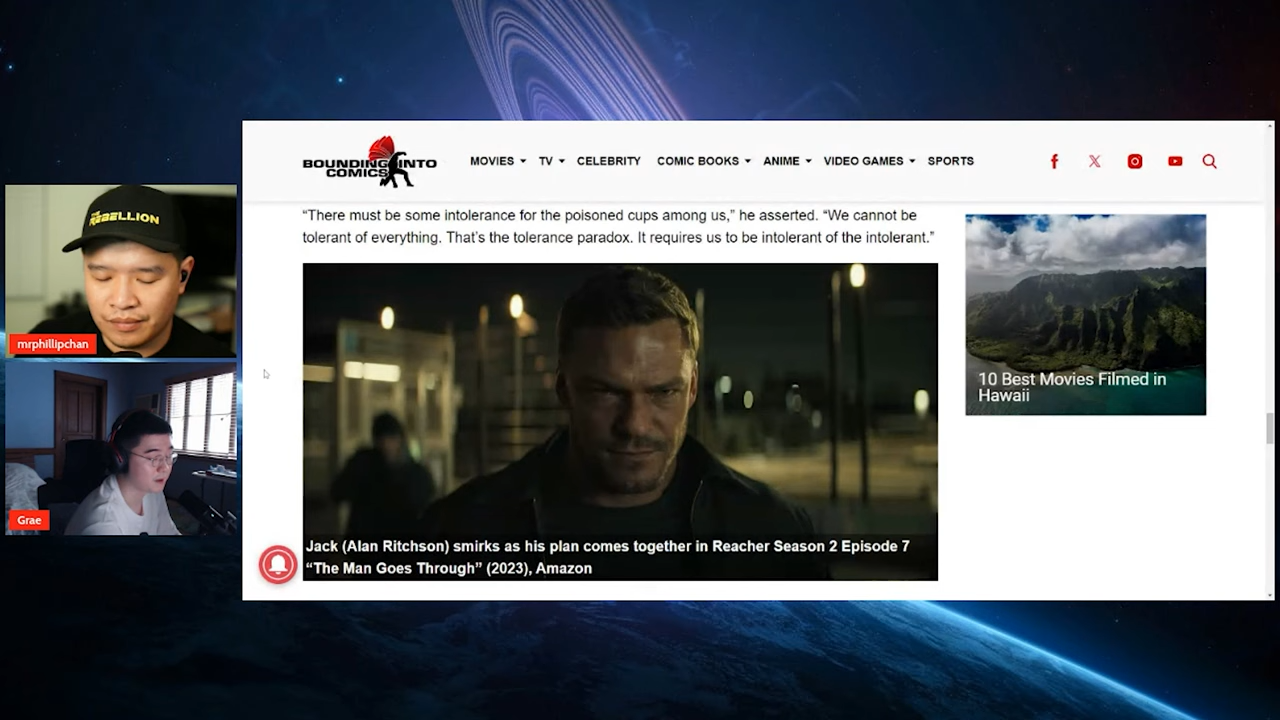 BOUNDING INTO
COMICS
MOVIES TV CELEBRITY COMIC BOOKS ANIME VIDEO GAMES SPORTS
“There must be some intolerance for the poisoned cups among us,” he asserted. “We cannot be
tolerant of everything. That’s the tolerance paradox. It requires us to be intolerant of the intolerant.”
THE
REBELLION
mrphillipchan
Grae
10 Best Movies Filmed in
Hawaii
Jack (Alan Ritchson) smirks as his plan comes together in Reacher Season 2 Episode 7
“The Man Goes Through” (2023), Amazon